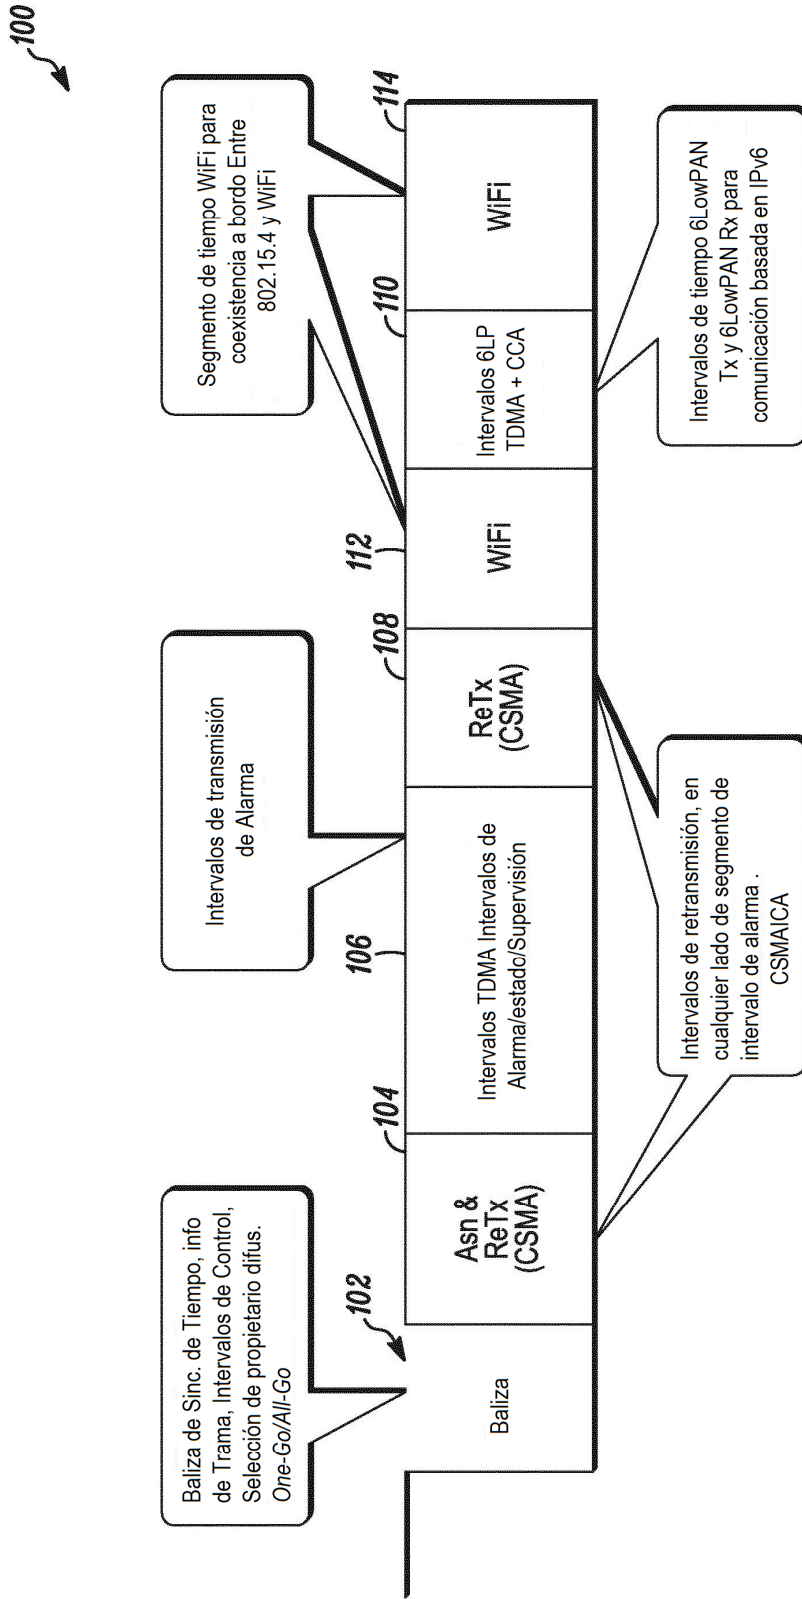 100
Baliza de Sinc. de Tiempo, info
de Trama, Intervalos de Control,
Selección de propietario difus.
One-Go/All-Go
Intervalos de transmisión
de Alarma
Segmento de tiempo WiFi para
coexistencia a bordo Entre
802.15.4 y WiFi
102
104
106
108
112
110
114
Baliza
Asn &
ReTx
(CSMA)
Intervalos TDMA Intervalos de
Alarma/estado/Supervisión
ReTx
(CSMA)
WiFi
Intervalos 6LP
TDMA + CCA
WiFi
Intervalos de retransmisión, en
cualquier lado de segmento de
intervalo de alarma .
CSMAICA
Intervalos de tiempo 6LowPAN
Tx y 6LowPAN Rx para
comunicación basada en IPv6